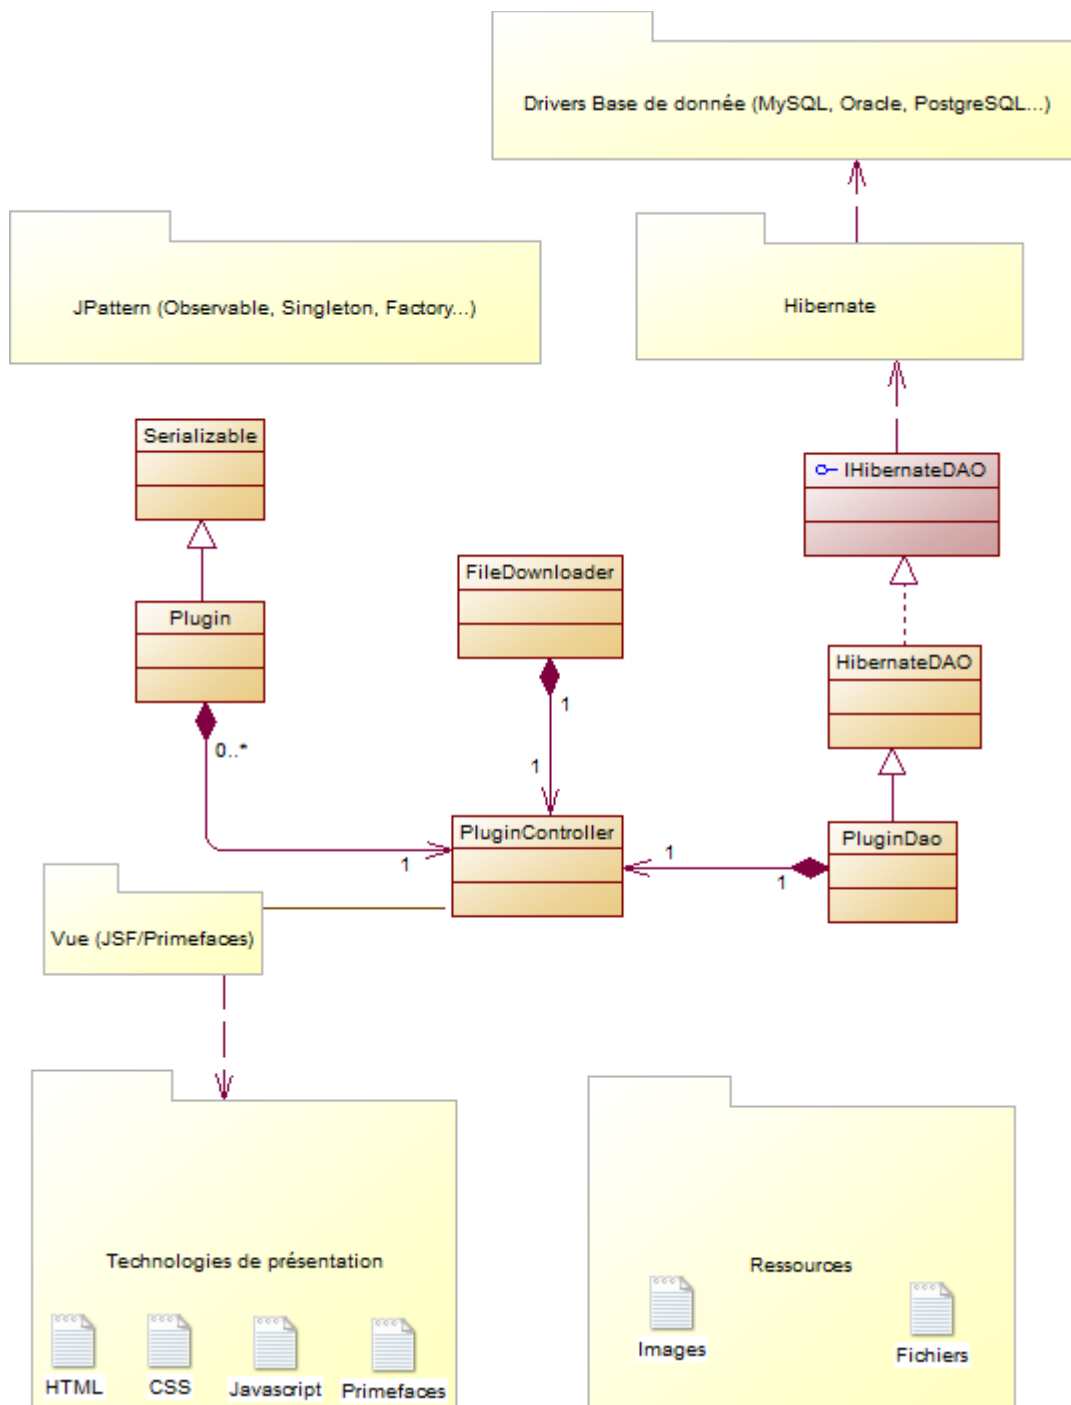 Drivers Base de donnée (MySQL, Oracle, PostgreSQL...)
JPattern (Observable, Singleton, Factory...)
Hibernate
Serializable
IHibernateDAO
FileDownloader
Plugin
HibernateDAO
1
0..*
1
PluginController
PluginDao
1
1
1
Vue (JSF/Primefaces)
Technologies de présentation
Ressources
Images
Fichiers
HTML
CSS
Javascript
Primefaces